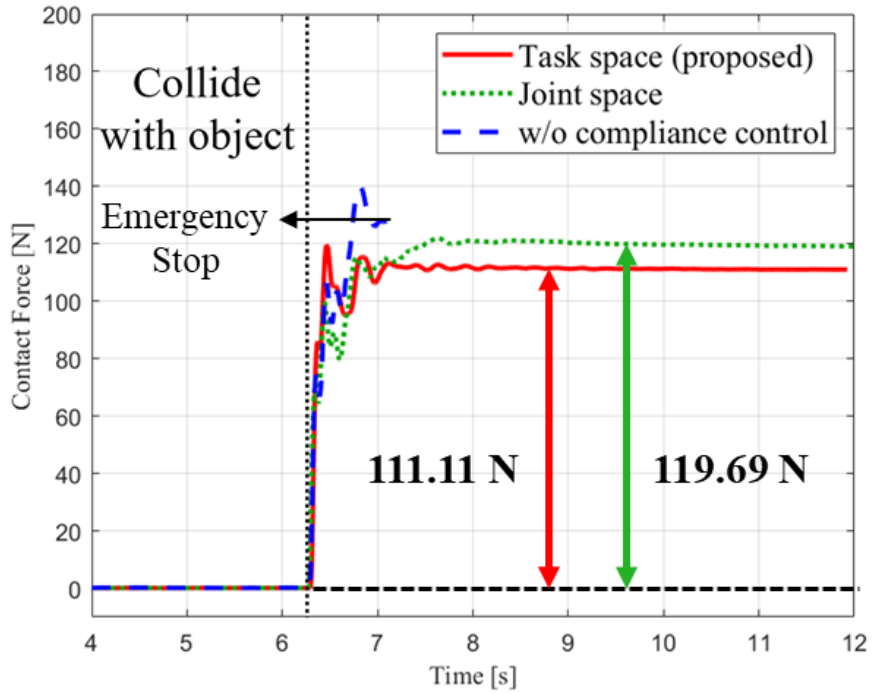 200
180
160
140
120
100
80
60
40
20
0
Contact Force [N]
Collide
with object
Emergency
Stop
Task space (proposed)
Joint space
w/o compliance control
111.11 N
119.69 N
4
5
6
7
8
9
10
11
12
Time [s]